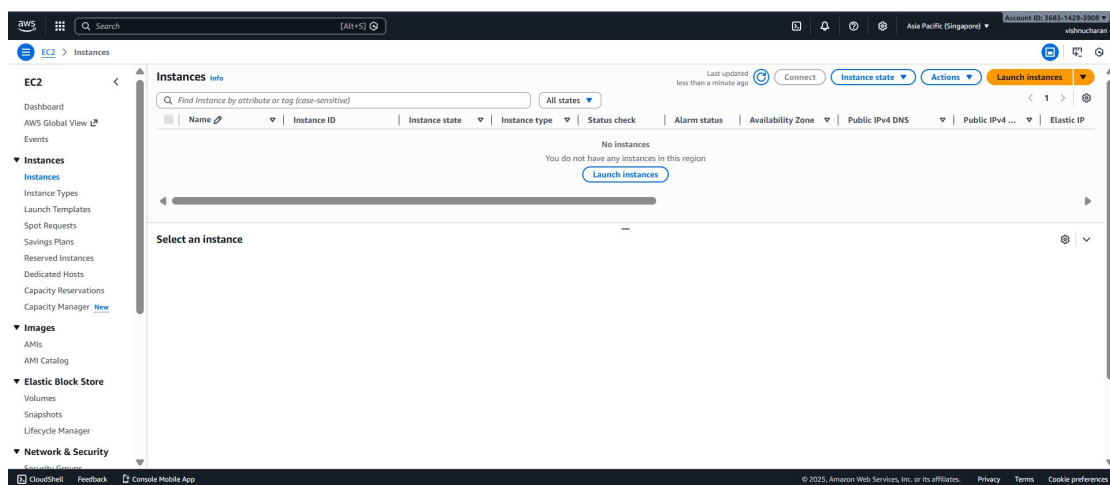 aws
Search
[Alt+S]
Asia Pacific (Singapore)
Account ID: 3683-1429-3908
vishnucharan
EC2 > Instances
EC2
Dashboard
AWS Global View
Events
Instances
Instances
Instance Types
Launch Templates
Spot Requests
Savings Plans
Reserved Instances
Dedicated Hosts
Capacity Reservations
Capacity Manager New
Images
AMIs
AMI Catalog
Elastic Block Store
Volumes
Snapshots
Lifecycle Manager
Network & Security
Security Groups
Instances Info
Last updated
less than a minute ago
Connect
Instance state
Actions
Launch instances
Find Instance by attribute or tag (case-sensitive)
All states
1
Name Instance ID Instance state Instance type Status check Alarm status Availability Zone Public IPv4 DNS Public IPv4 ... Elastic IP
No instances
You do not have any instances in this region
Launch instances
Select an instance
CloudShell Feedback Console Mobile App
© 2025, Amazon Web Services, Inc. or its affiliates. Privacy Terms Cookie preferences